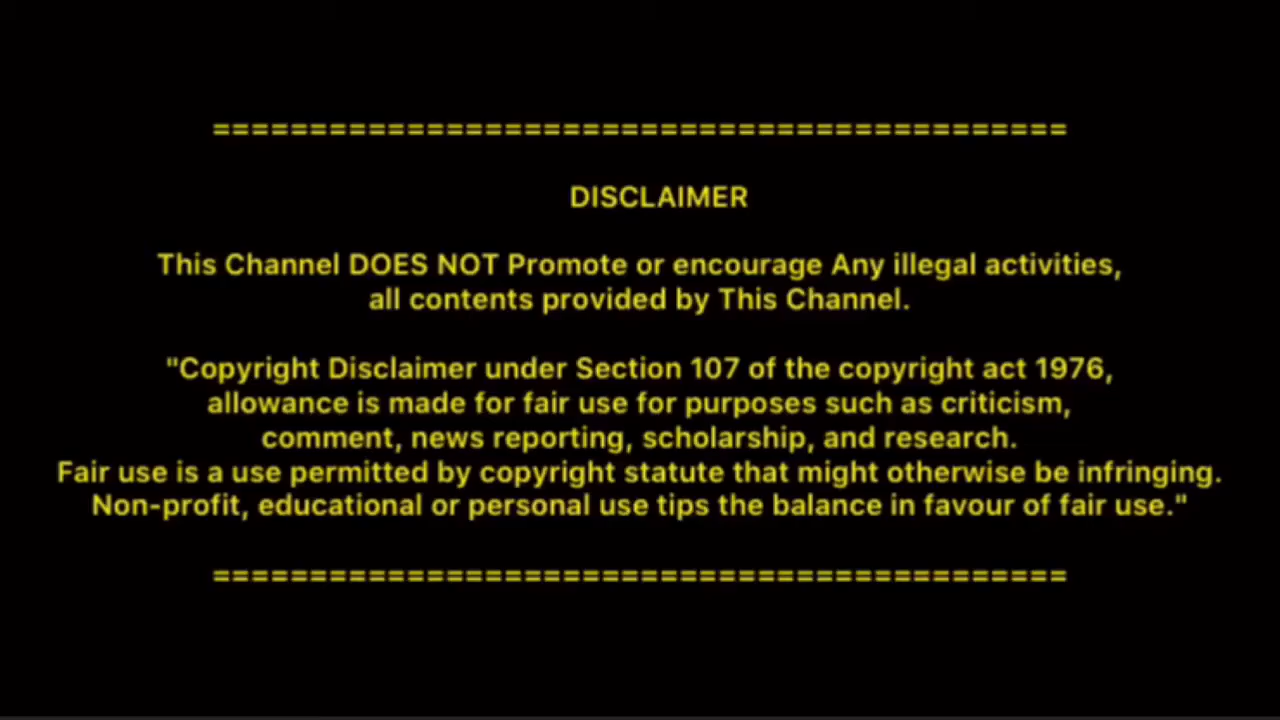 ============================================
DISCLAIMER
This Channel DOES NOT Promote or encourage Any illegal activities,
all contents provided by This Channel.
"Copyright Disclaimer under Section 107 of the copyright act 1976,
allowance is made for fair use for purposes such as criticism,
comment, news reporting, scholarship, and research.
Fair use is a use permitted by copyright statute that might otherwise be infringing.
Non-profit, educational or personal use tips the balance in favour of fair use."
============================================